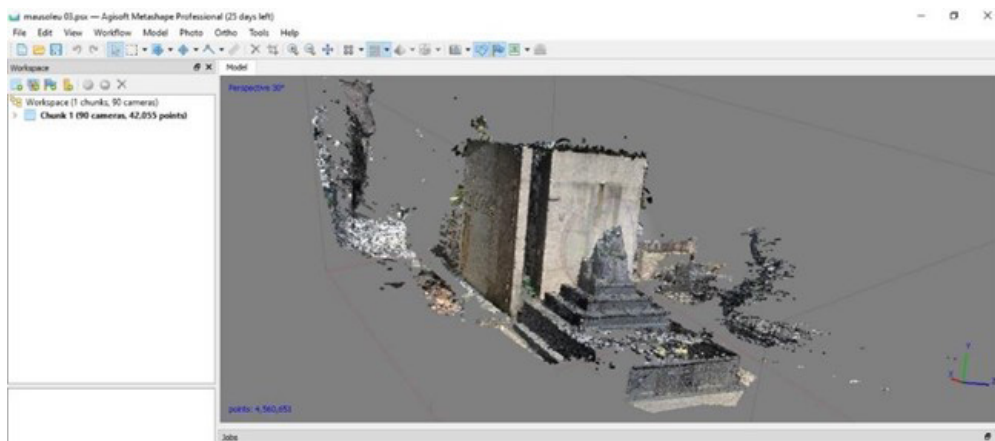 mausoleu 03.psx — Agisoft Metashape Professional (25 days left)
File Edit View Workflow Model Photo Ortho Tools Help
Workspace
Model
Workspace (1 chunks, 90 cameras)
Chunk 1 (90 cameras, 42,055 points)
Perspective 30°
points: 4,560,651
Jobs